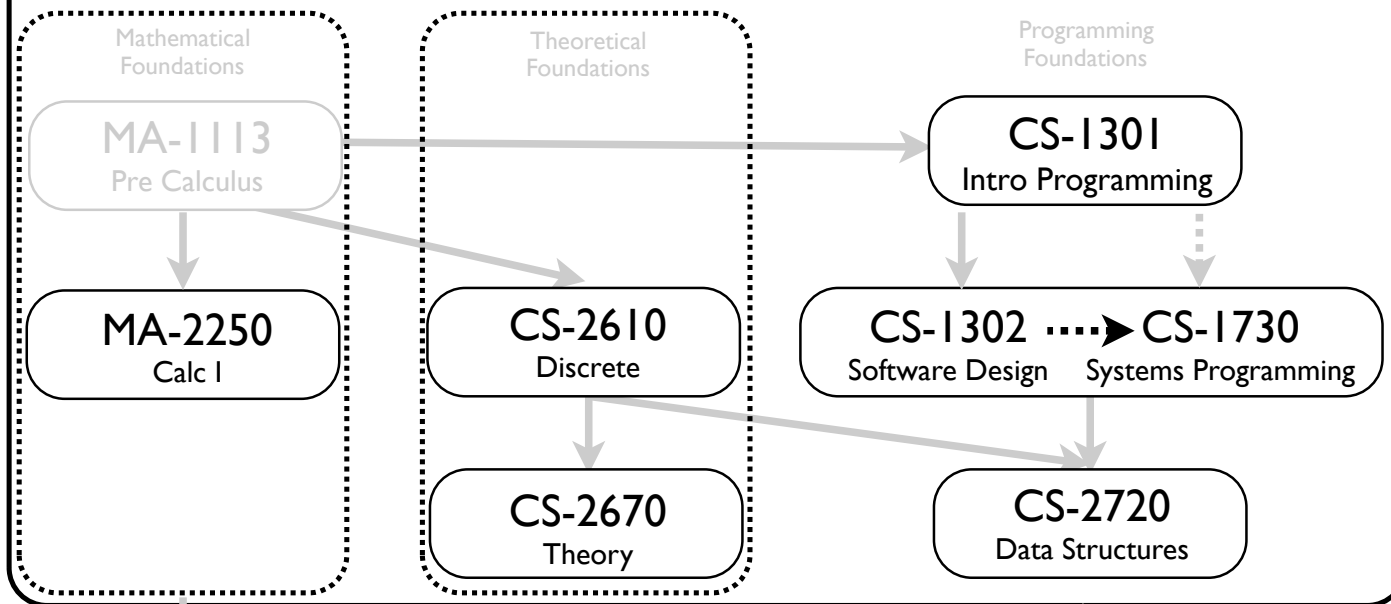 Mathematical
Foundations
Theoretical
Foundations
Programming
Foundations
MA-1113
Pre Calculus
CS-1301
Intro Programming
MA-2250
Calc I
CS-2610
Discrete
CS-1302
Software Design
CS-1730
Systems Programming
CS-2670
Theory
CS-2720
Data Structures